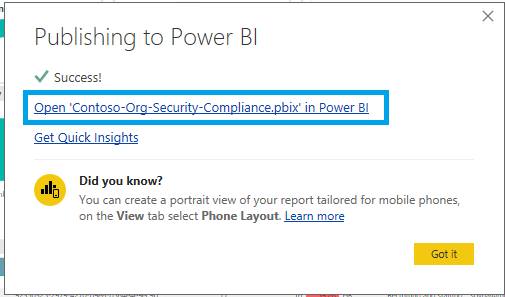 Publishing to Power BI
Success!
Open 'Contoso-Org-Security-Compliance.pbix' in Power BI
Get Quick Insights
Did you know?
You can create a portrait view of your report tailored for mobile phones,
on the View tab select Phone Layout. Learn more
Got it